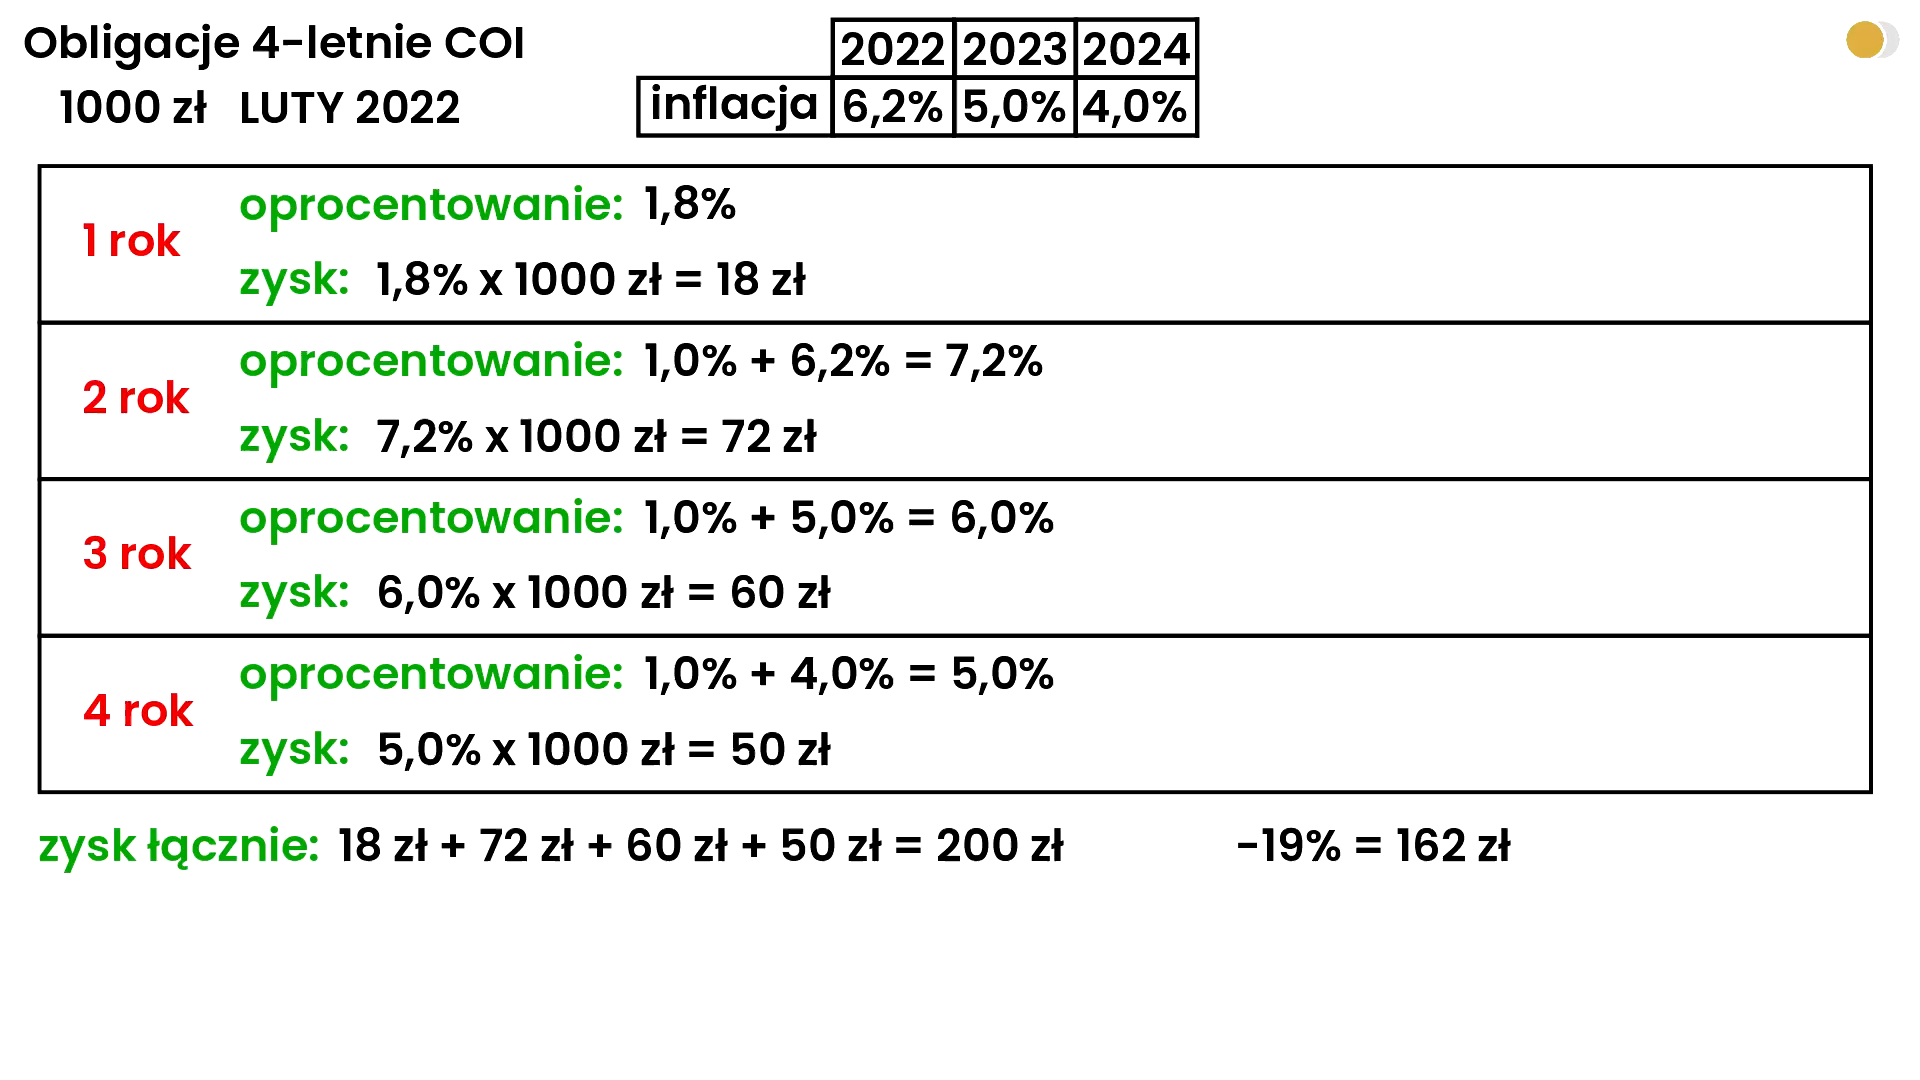 Obligacje 4-letnie COI
1000 zł LUTY 2022
2022 2023 2024
inflacja 6,2% 5,0% 4,0%
1 rok
oprocentowanie: 1,8%
zysk: 1,8% x 1000 zł = 18 zł
2 rok
oprocentowanie: 1,0% + 6,2% = 7,2%
zysk: 7,2% x 1000 zł = 72 zł
3 rok
oprocentowanie: 1,0% + 5,0% = 6,0%
zysk: 6,0% x 1000 zł = 60 zł
4 rok
oprocentowanie: 1,0% + 4,0% = 5,0%
zysk: 5,0% x 1000 zł = 50 zł
zysk łącznie: 18 zł + 72 zł + 60 zł + 50 zł = 200 zł -19% = 162 zł